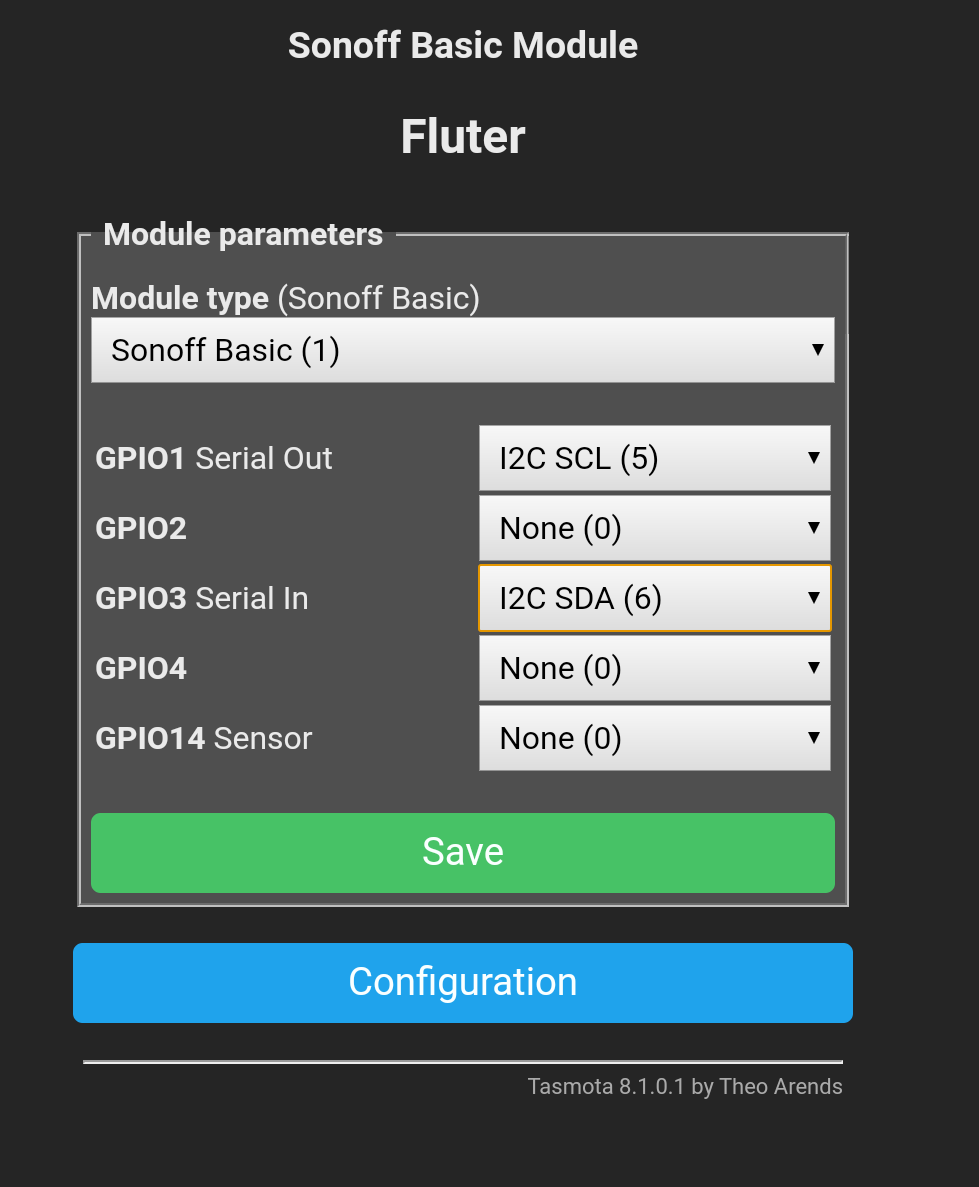 Sonoff Basic Module
Fluter
Module parameters
Module type (Sonoff Basic)
Sonoff Basic (1)
GPIO1 Serial Out I2C SCL (5)
GPIO2 None (0)
GPIO3 Serial In I2C SDA (6)
GPIO4 None (0)
GPIO14 Sensor None (0)
Save
Configuration
Tasmota 8.1.0.1 by Theo Arends